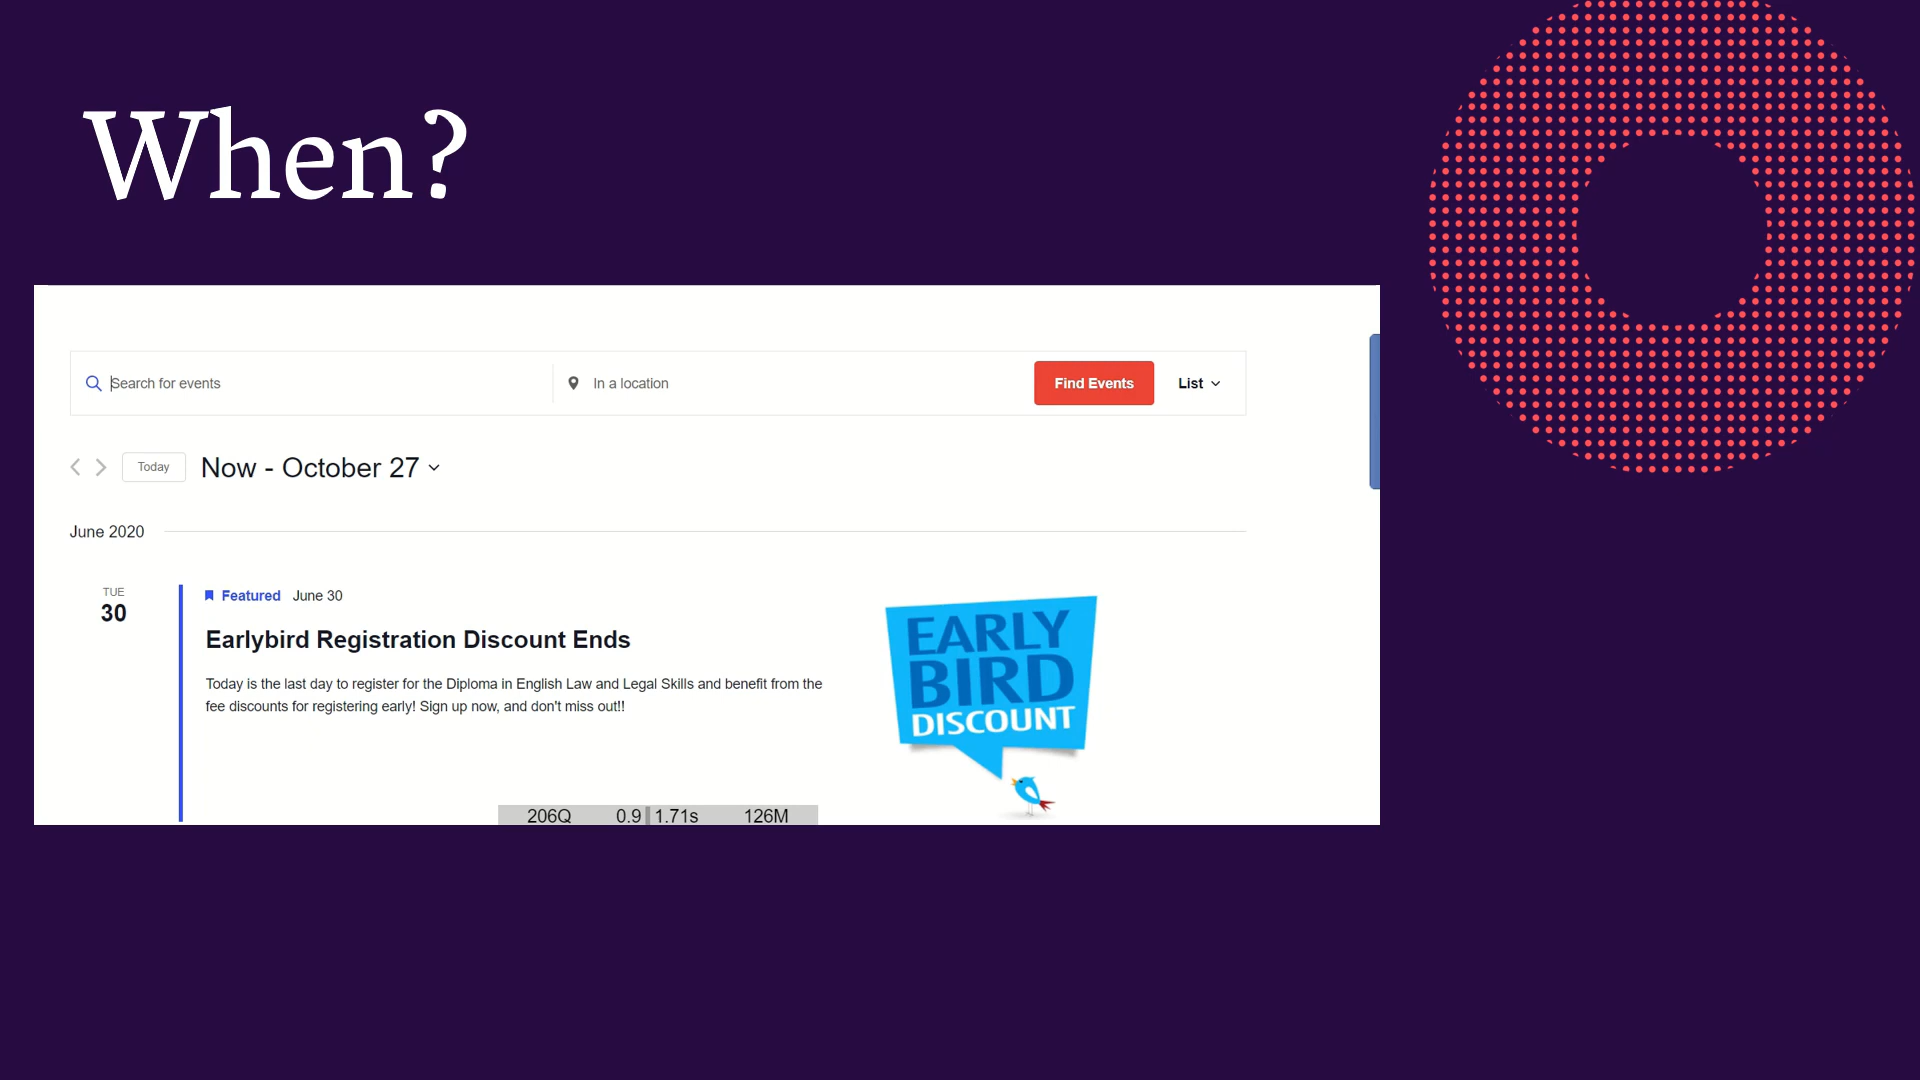 When?
Search for events
In a location
Find Events
List
Today
Now - October 27
June 2020
TUE
30
Featured June 30
Earlybird Registration Discount Ends
Today is the last day to register for the Diploma in English Law and Legal Skills and benefit from the
fee discounts for registering early! Sign up now, and don't miss out!!
EARLY
BIRD
DISCOUNT
206Q 0.9 1.71s 126M